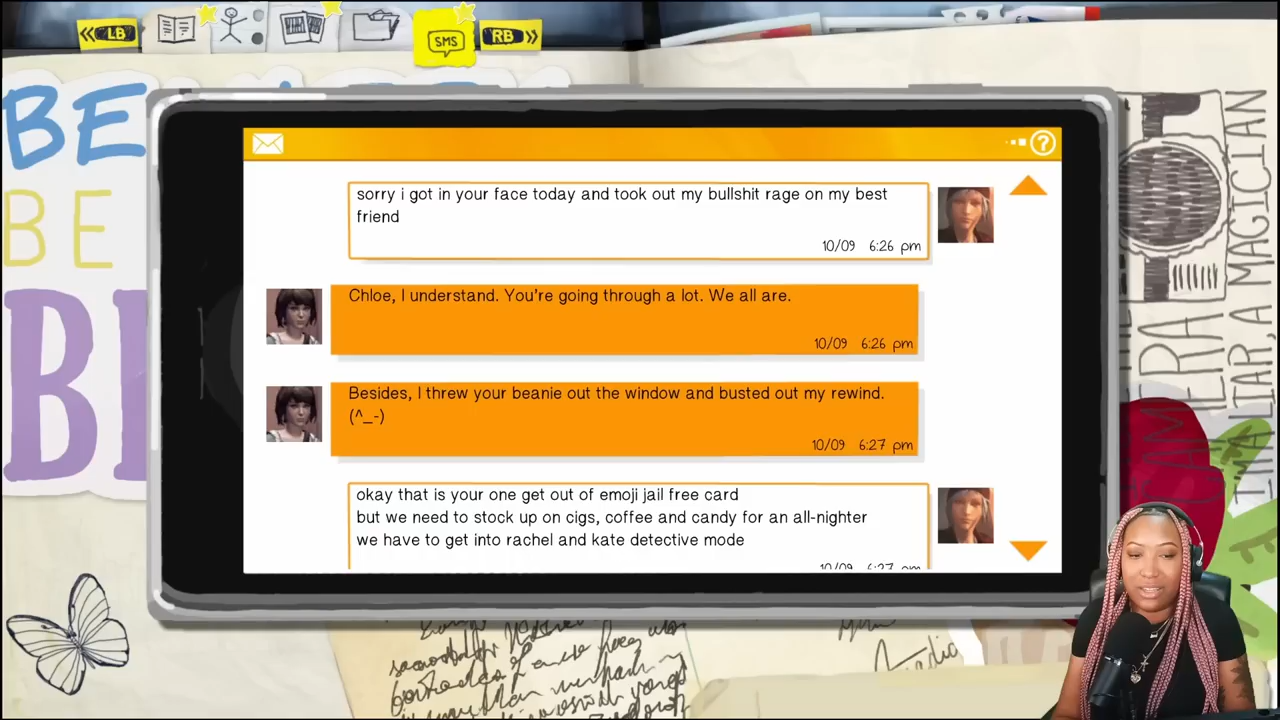 LB
SMS
RB
BE
BE
sorry i got in your face today and took out my bullshit rage on my best
friend
10/09 6:26 pm
Chloe, I understand. You're going through a lot. We all are.
10/09 6:26 pm
Besides, I threw your beanie out the window and busted out my rewind.
(^_-)
10/09 6:27 pm
okay that is your one get out of emoji jail free card
but we need to stock up on cigs, coffee and candy for an all-nighter
we have to get into rachel and kate detective mode
10/09 6:27 pm
LIAR, A MAGICIAN